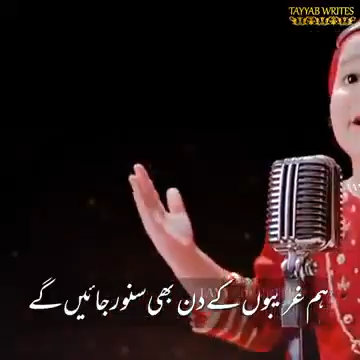 TAYYAB WRITES
ہم غریبوں کے دن بھی سنور جائیں گے